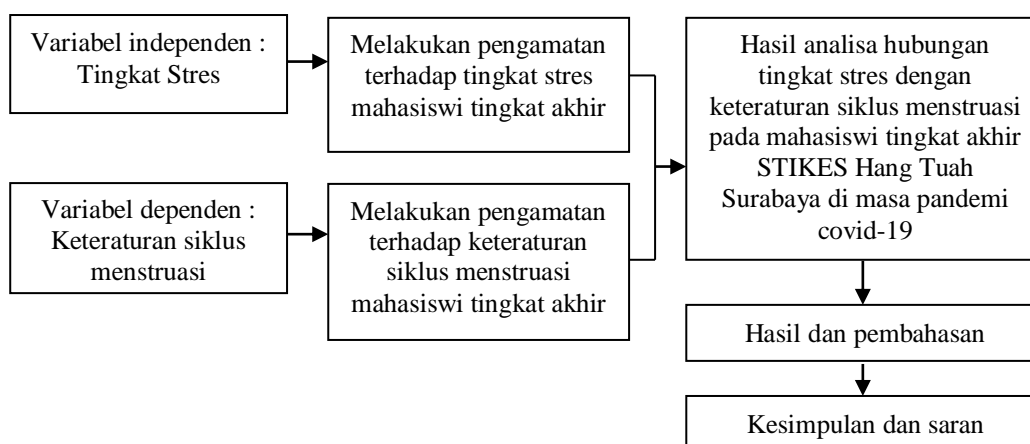 Variabel independen :
Tingkat Stres
Melakukan pengamatan
terhadap tingkat stres
mahasiswi tingkat akhir
Variabel dependen :
Keteraturan siklus
menstruasi
Melakukan pengamatan
terhadap keteraturan
siklus menstruasi
mahasiswi tingkat akhir
Hasil analisa hubungan
tingkat stres dengan
keteraturan siklus menstruasi
pada mahasiswi tingkat akhir
STIKES Hang Tuah
Surabaya di masa pandemi
covid-19
Hasil dan pembahasan
Kesimpulan dan saran